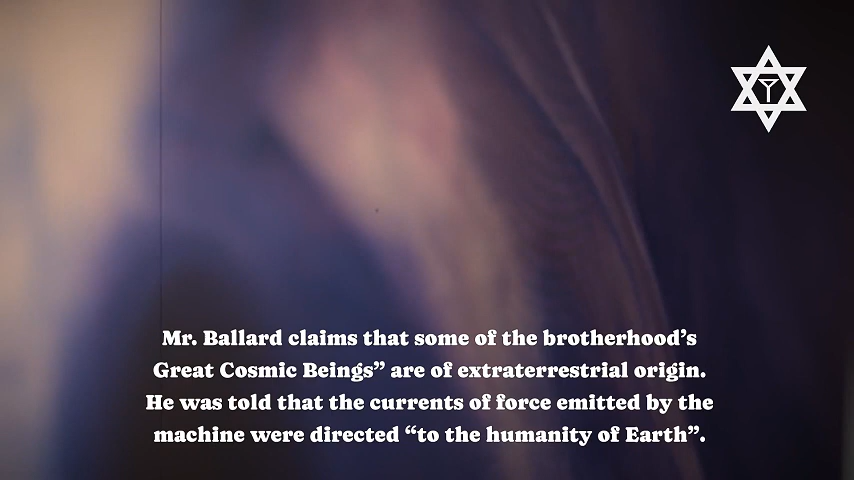 Mr. Ballard claims that some of the brotherhood’s
Great Cosmic Beings” are of extraterrestrial origin.
He was told that the currents of force emitted by the
machine were directed “to the humanity of Earth”.